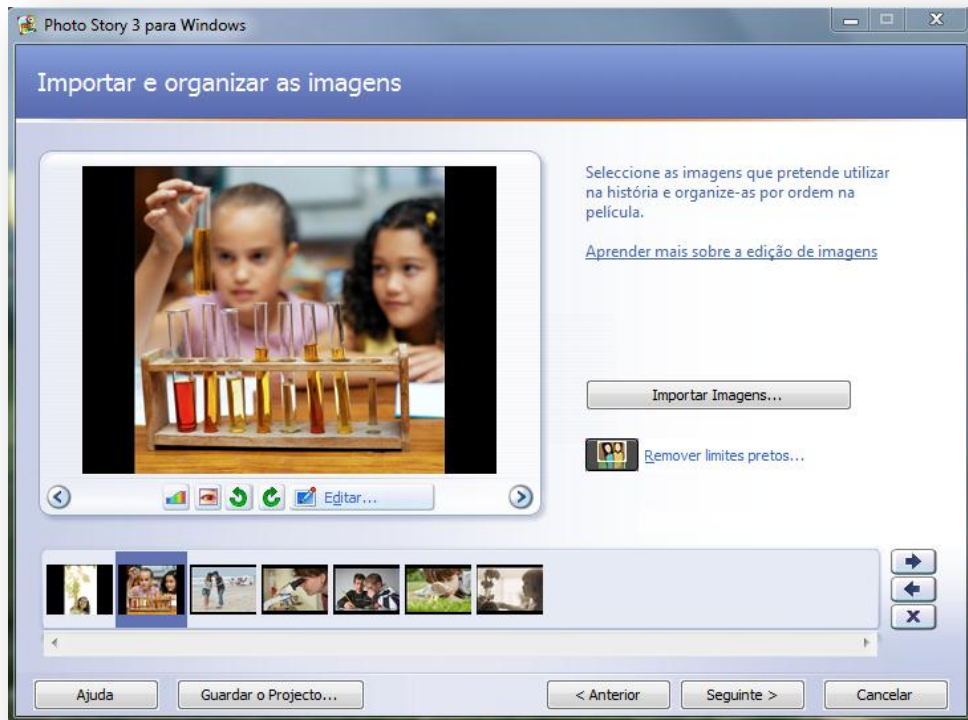 Photo Story 3 para Windows
Importar e organizar as imagens
Seleccione as imagens que pretende utilizar
na história e organize-as por ordem na
película.
Aprender mais sobre a edição de imagens
Importar Imagens...
Remover limites pretos...
Editar...
Ajuda
Guardar o Projecto...
< Anterior
Seguinte >
Cancelar